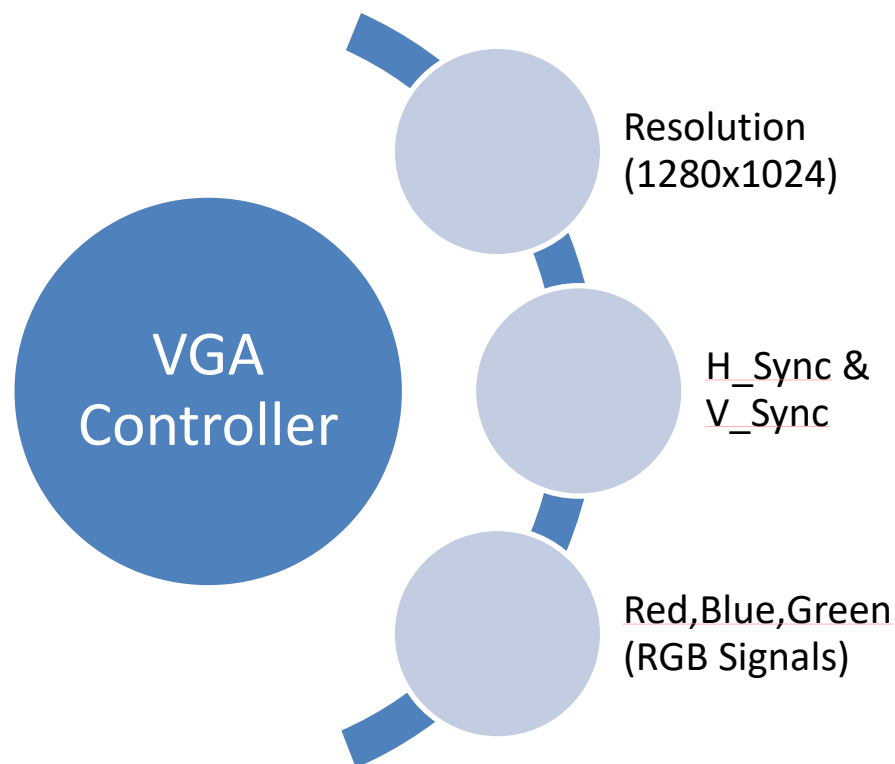 VGA
Controller
Resolution
(1280x1024)
H_Sync &
V_Sync
Red,Blue,Green
(RGB Signals)